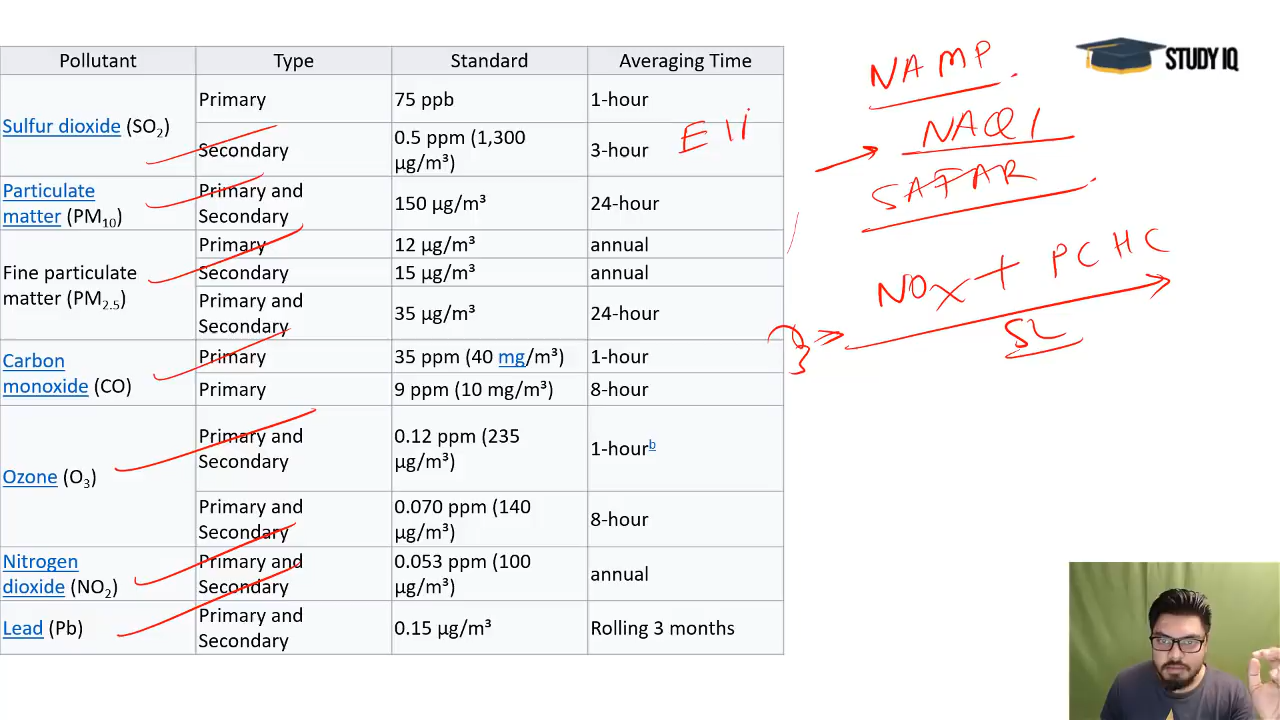 Pollutant Type Standard Averaging Time
Sulfur dioxide (SO₂) Primary 75 ppb 1-hour
Secondary 0.5 ppm (1,300 µg/m³) 3-hour
Particulate matter (PM₁₀) Primary and Secondary 150 µg/m³ 24-hour
Fine particulate matter (PM₂.₅) Primary 12 µg/m³ annual
Secondary 15 µg/m³ annual
Primary and Secondary 35 µg/m³ 24-hour
Carbon monoxide (CO) Primary 35 ppm (40 mg/m³) 1-hour
Primary 9 ppm (10 mg/m³) 8-hour
Ozone (O₃) Primary and Secondary 0.12 ppm (235 µg/m³) 1-hourᵇ
Primary and Secondary 0.070 ppm (140 µg/m³) 8-hour
Nitrogen dioxide (NO₂) Primary and Secondary 0.053 ppm (100 µg/m³) annual
Lead (Pb) Primary and Secondary 0.15 µg/m³ Rolling 3 months
NAMP
STUDY IQ
NAQI
SAFAR
NOx + PCHC